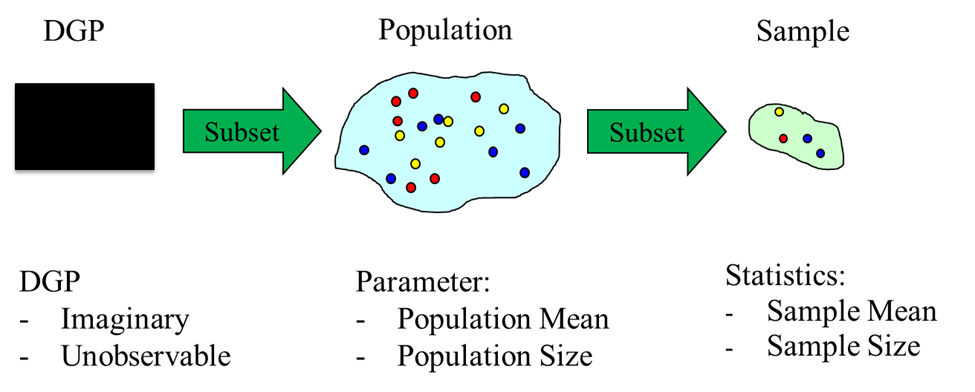 DGP
Population
Sample
Subset
Subset
DGP
- Imaginary
- Unobservable
Parameter:
- Population Mean
- Population Size
Statistics:
- Sample Mean
- Sample Size